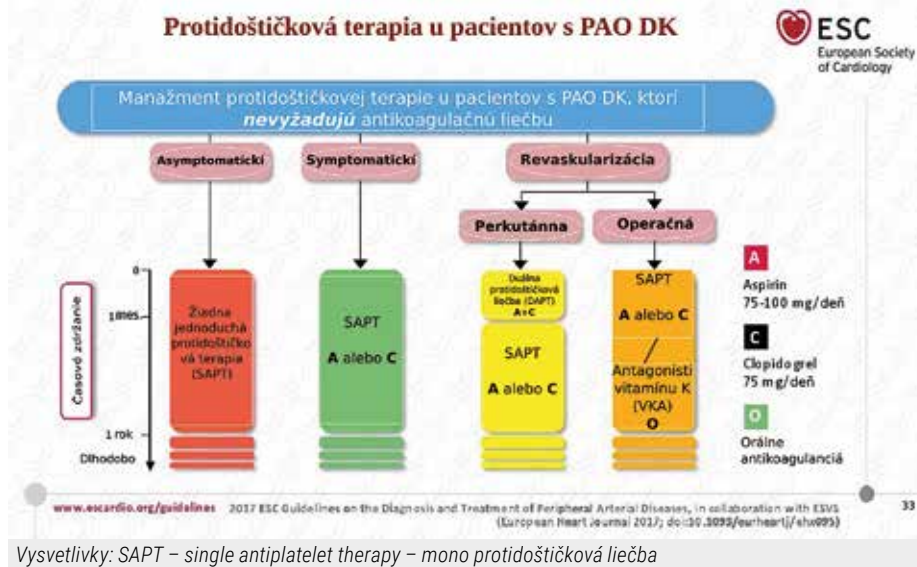 Protidoštičková terapia u pacientov s PAO DK
ESC
European Society
of Cardiology
Manažment protidoštičkovej terapie u pacientov s PAO DK, ktorí
nevyžadujú antikoagulačnú liečbu
Asymptomatickí
Symptomatickí
Revaskularizácia
Perkutánna
Operačná
Časové zdržanie
0
1 mes.
1 rok
Dlhodobo
Žiadna
jednoduchá
protidoštičko
vá terapia
(SAPT)
SAPT
A alebo C
Duálna
protidoštičková
liečba (DAPT)
A+C
SAPT
A alebo C
SAPT
A alebo C
/
Antagonisti
vitamínu K
(VKA)
O
A
Aspirin
75-100 mg/deň
C
Clopidogrel
75 mg/deň
O
Orálne
antikoagulanciá
www.escardio.org/guidelines 2017 ESC Guidelines on the Diagnosis and Treatment of Peripheral Arterial Diseases, in collaboration with ESVS
(European Heart Journal 2017; doi:10.1093/eurheartj/ehx095)
33
Vysvetlivky: SAPT – single antiplatelet therapy – mono protidoštičková liečba